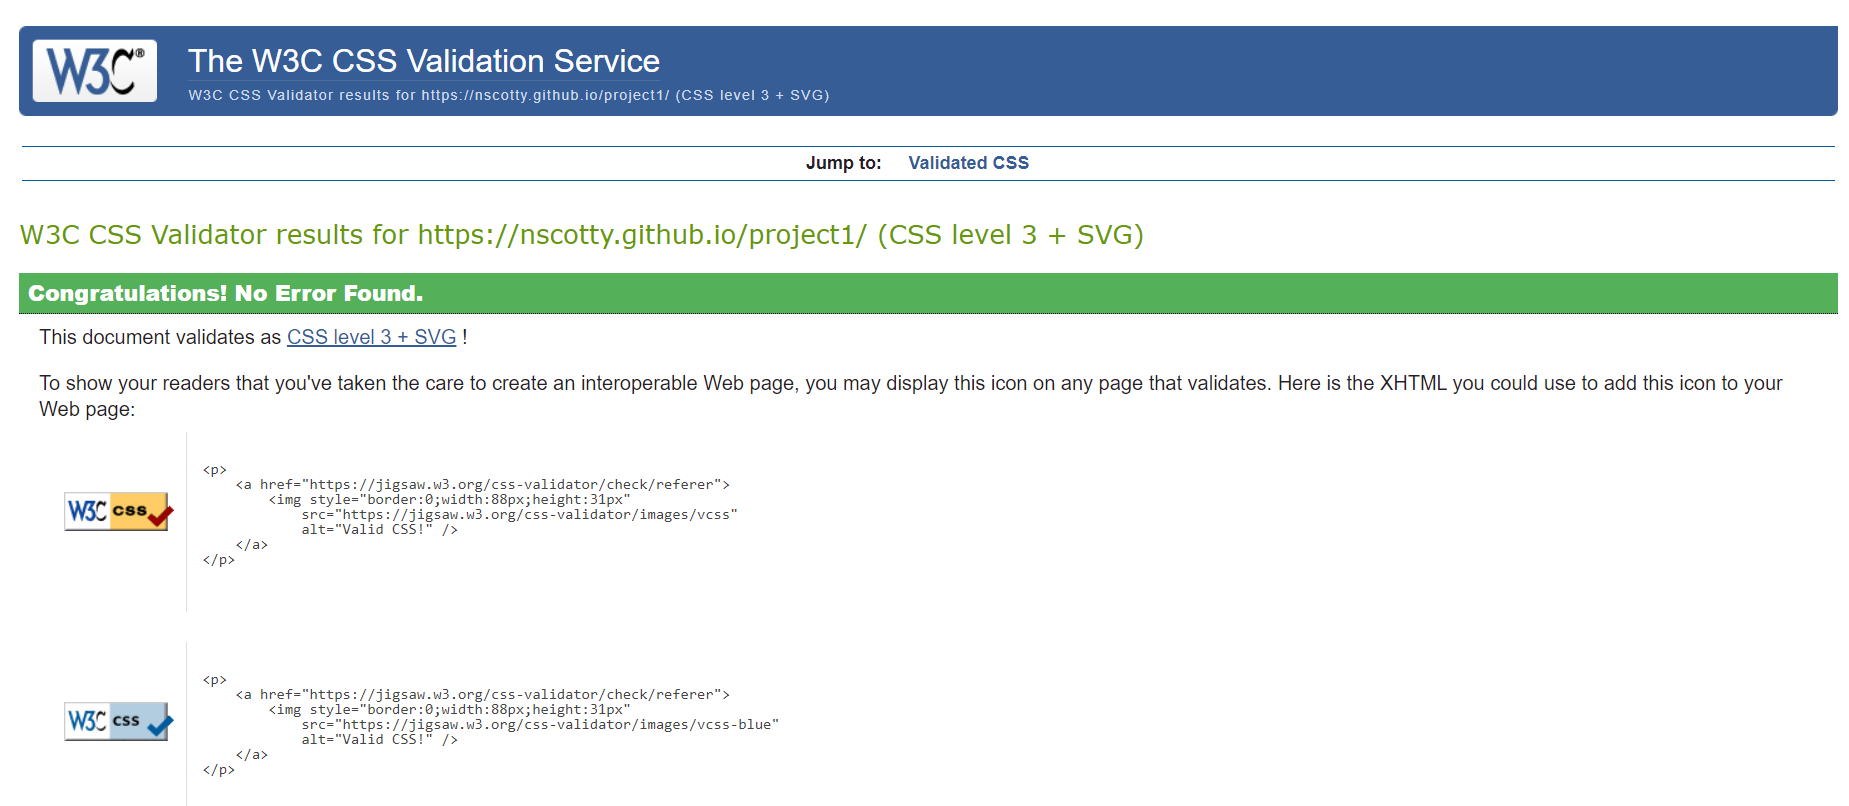 W3C®
The W3C CSS Validation Service
W3C CSS Validator results for https://nscotty.github.io/project1/ (CSS level 3 + SVG)
Jump to: Validated CSS
W3C CSS Validator results for https://nscotty.github.io/project1/ (CSS level 3 + SVG)
Congratulations! No Error Found.
This document validates as CSS level 3 + SVG !
To show your readers that you've taken the care to create an interoperable Web page, you may display this icon on any page that validates. Here is the XHTML you could use to add this icon to your
Web page:
W3C css
<p>
    <a href="https://jigsaw.w3.org/css-validator/check/referer">
        <img style="border:0;width:88px;height:31px"
            src="https://jigsaw.w3.org/css-validator/images/vcss"
            alt="Valid CSS!" />
    </a>
</p>
W3C css
<p>
    <a href="https://jigsaw.w3.org/css-validator/check/referer">
        <img style="border:0;width:88px;height:31px"
            src="https://jigsaw.w3.org/css-validator/images/vcss-blue"
            alt="Valid CSS!" />
    </a>
</p>